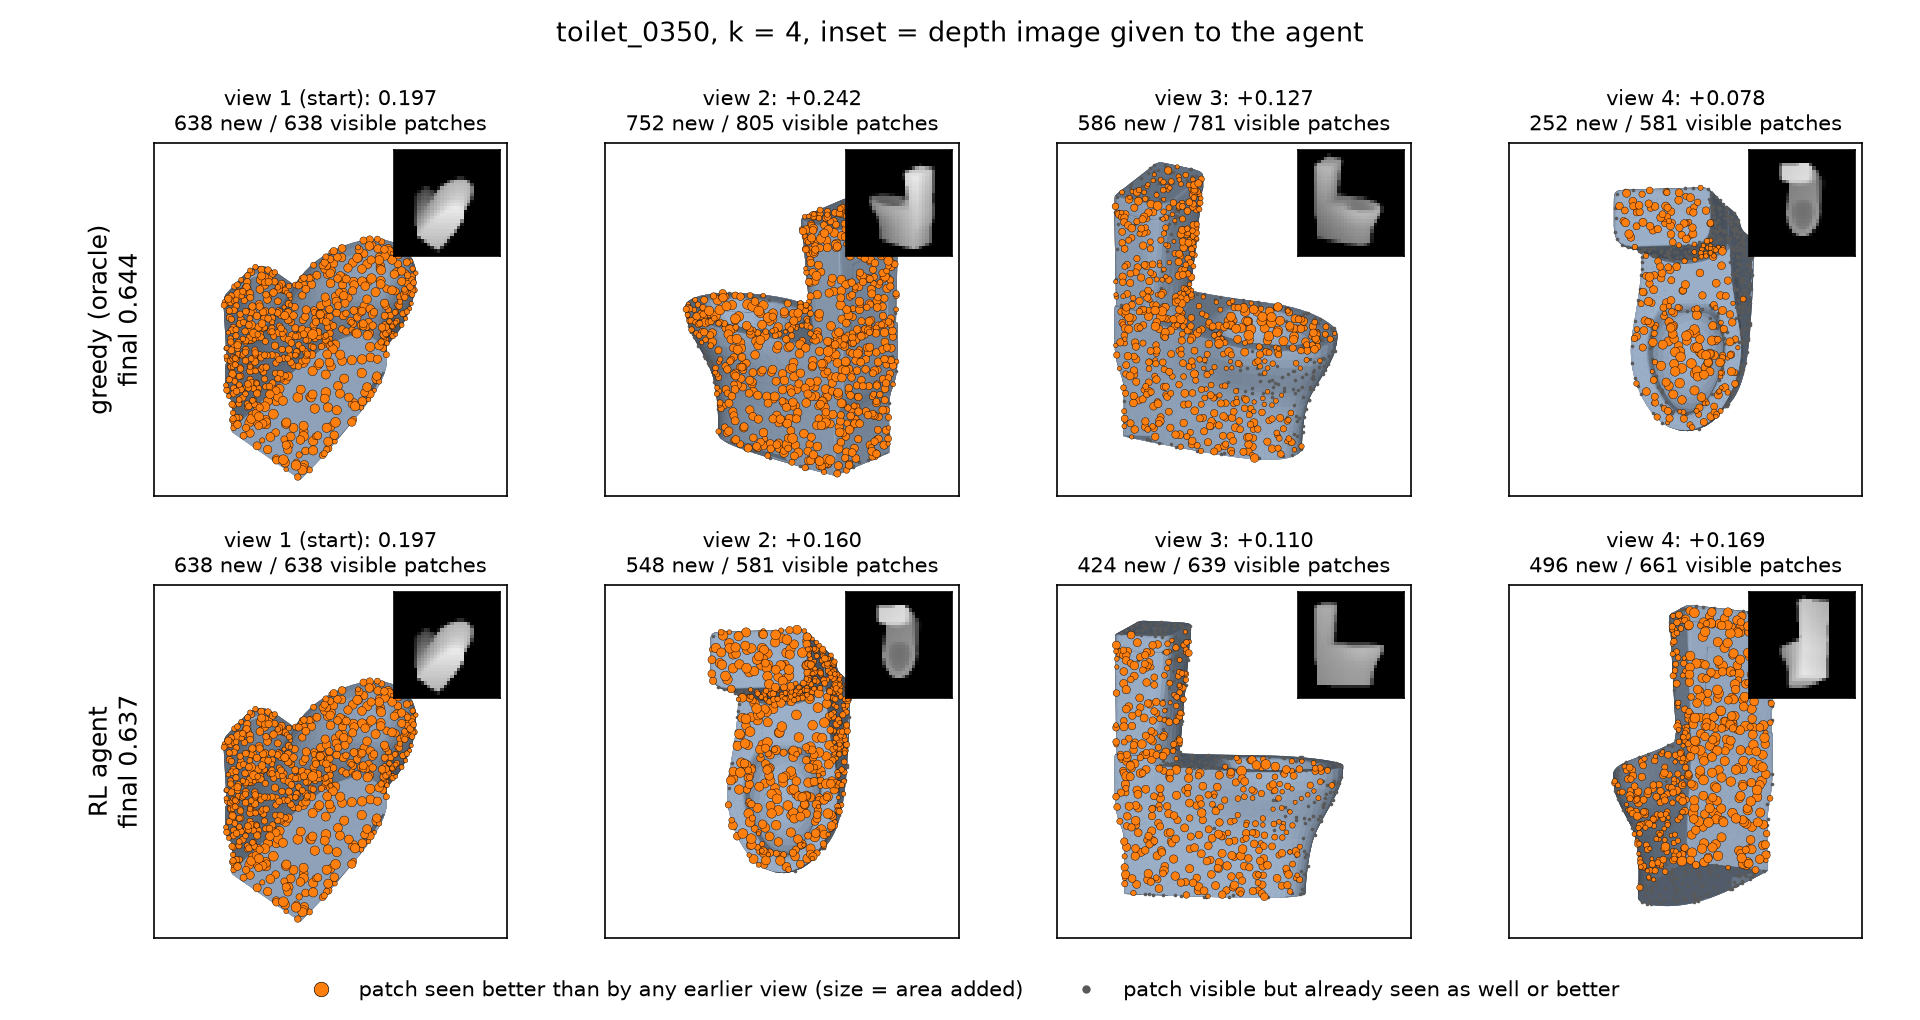 toilet_0350, k = 4, inset = depth image given to the agent
view 1 (start): 0.197
638 new / 638 visible patches
view 2: +0.242
752 new / 805 visible patches
view 3: +0.127
586 new / 781 visible patches
view 4: +0.078
252 new / 581 visible patches
greedy (oracle)
final 0.644
view 1 (start): 0.197
638 new / 638 visible patches
view 2: +0.160
548 new / 581 visible patches
view 3: +0.110
424 new / 639 visible patches
view 4: +0.169
496 new / 661 visible patches
RL agent
final 0.637
patch seen better than by any earlier view (size = area added)
patch visible but already seen as well or better